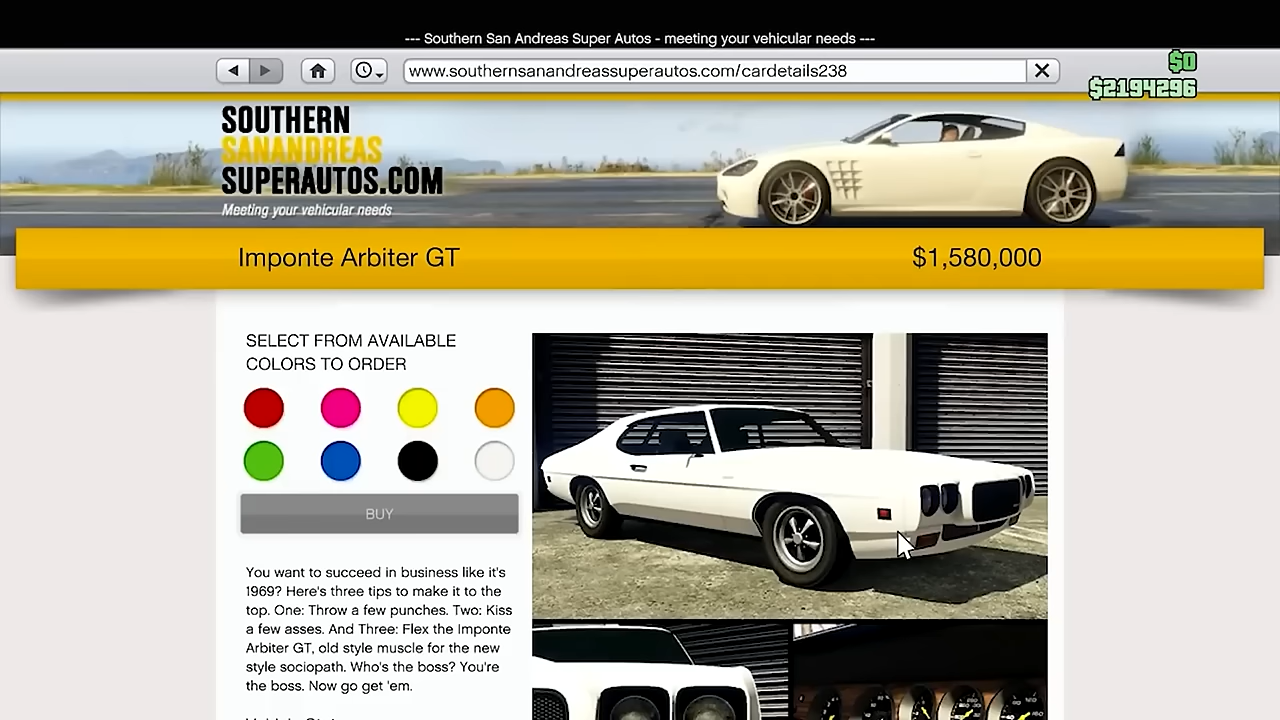 --- Southern San Andreas Super Autos - meeting your vehicular needs ---
www.southernsanandreassuperautos.com/cardetails238
$0
$2194296
SOUTHERN
SANANDREAS
SUPERAUTOS.COM
Meeting your vehicular needs
Imponte Arbiter GT
$1,580,000
SELECT FROM AVAILABLE
COLORS TO ORDER
BUY
You want to succeed in business like it's
1969? Here's three tips to make it to the
top. One: Throw a few punches. Two: Kiss
a few asses. And Three: Flex the Imponte
Arbiter GT, old style muscle for the new
style sociopath. Who's the boss? You're
the boss. Now go get 'em.